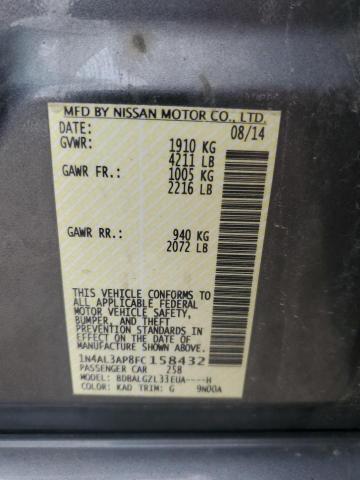 MFD BY NISSAN MOTOR CO., LTD.
DATE: 08/14
GVWR: 1910 KG
4211 LB
GAWR FR.: 1005 KG
2216 LB
GAWR RR.: 940 KG
2072 LB
THIS VEHICLE CONFORMS TO
ALL APPLICABLE FEDERAL
MOTOR VEHICLE SAFETY,
BUMPER, AND THEFT
PREVENTION STANDARDS IN
EFFECT ON THE DATE OF
MANUFACTURE SHOWN ABOVE.
1N4AL3AP8FC158432
PASSENGER CAR 258
MODEL: BDBALGZL33EUA----H
COLOR: KAD TRIM: G 9N00A